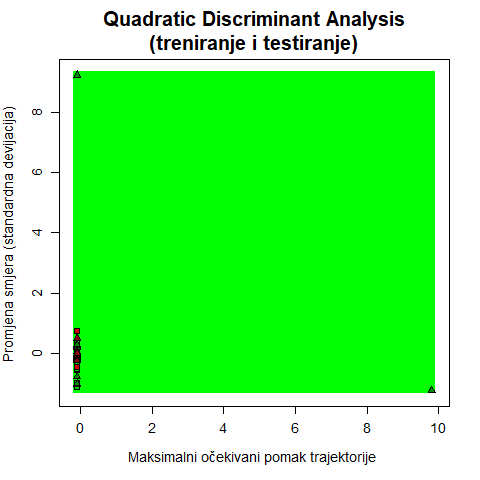 Quadratic Discriminant Analysis
(treniranje i testiranje)
Promjena smjera (standardna devijacija)
8
6
4
2
0
0 2 4 6 8 10
Maksimalni očekivani pomak trajektorije